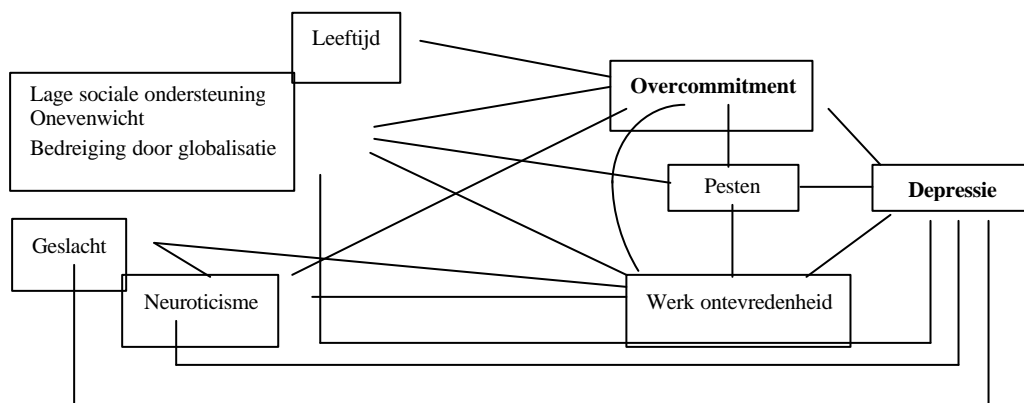 Leeftijd
Lage sociale ondersteuning
Onevenwicht
Bedreiging door globalisatie
Overcommitment
Pesten
Depressie
Geslacht
Neuroticisme
Werk ontevredenheid